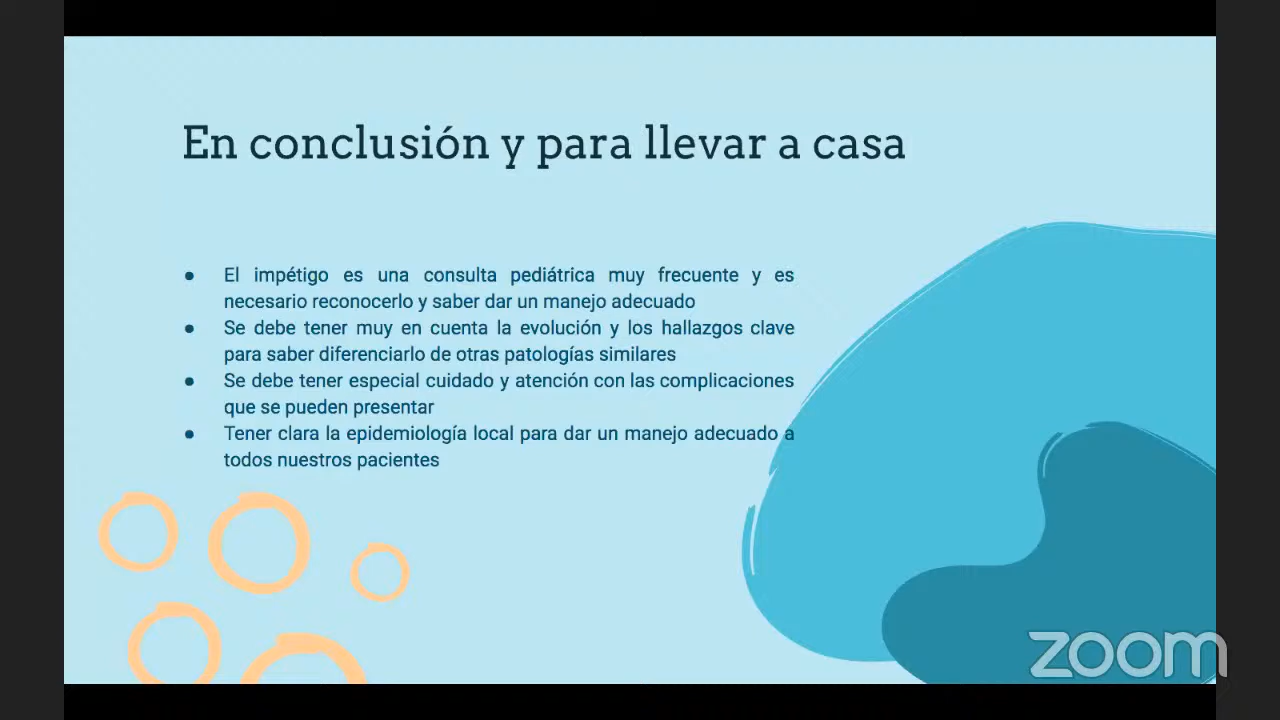 En conclusión y para llevar a casa
● El impétigo es una consulta pediátrica muy frecuente y es
necesario reconocerlo y saber dar un manejo adecuado
● Se debe tener muy en cuenta la evolución y los hallazgos clave
para saber diferenciarlo de otras patologías similares
● Se debe tener especial cuidado y atención con las complicaciones
que se pueden presentar
● Tener clara la epidemiología local para dar un manejo adecuado a
todos nuestros pacientes
zoom